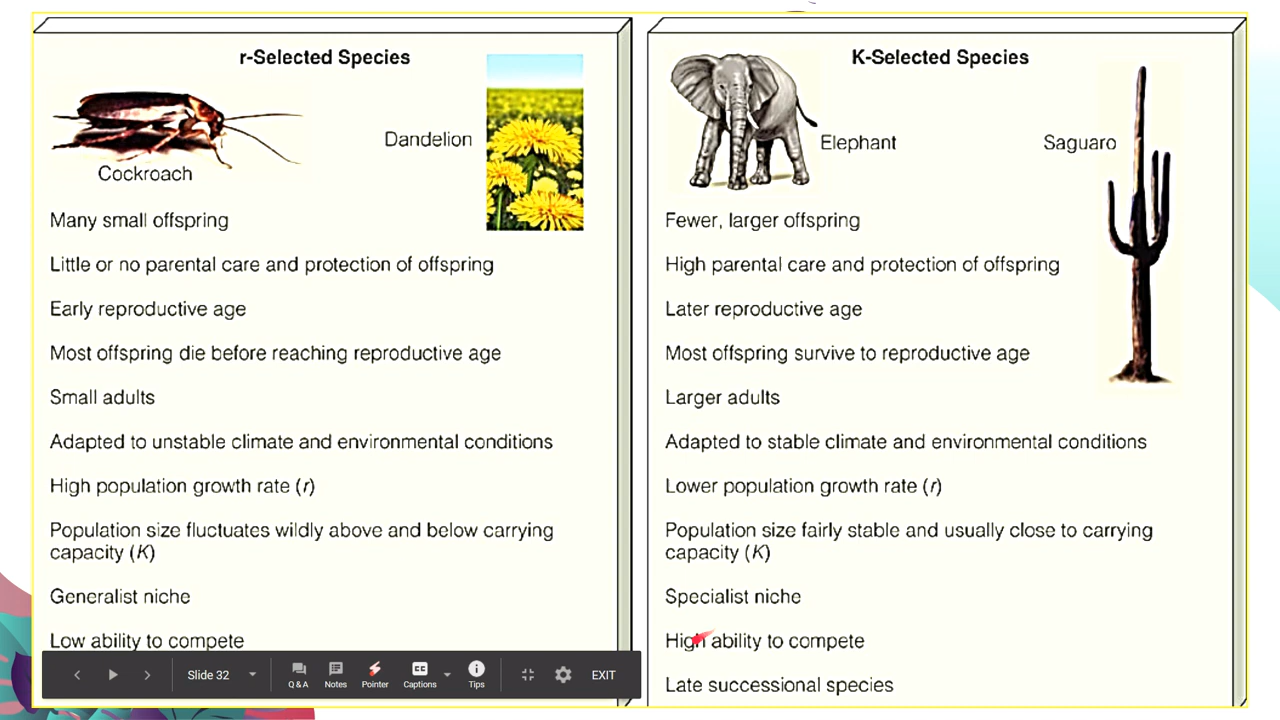 r-Selected Species
Dandelion
Cockroach
Many small offspring
Little or no parental care and protection of offspring
Early reproductive age
Most offspring die before reaching reproductive age
Small adults
Adapted to unstable climate and environmental conditions
High population growth rate (r)
Population size fluctuates wildly above and below carrying
capacity (K)
Generalist niche
Low ability to compete
K-Selected Species
Elephant
Saguaro
Fewer, larger offspring
High parental care and protection of offspring
Later reproductive age
Most offspring survive to reproductive age
Larger adults
Adapted to stable climate and environmental conditions
Lower population growth rate (r)
Population size fairly stable and usually close to carrying
capacity (K)
Specialist niche
High ability to compete
Late successional species
Slide 32
Q & A
Notes
Pointer
CC
Captions
Tips
EXIT